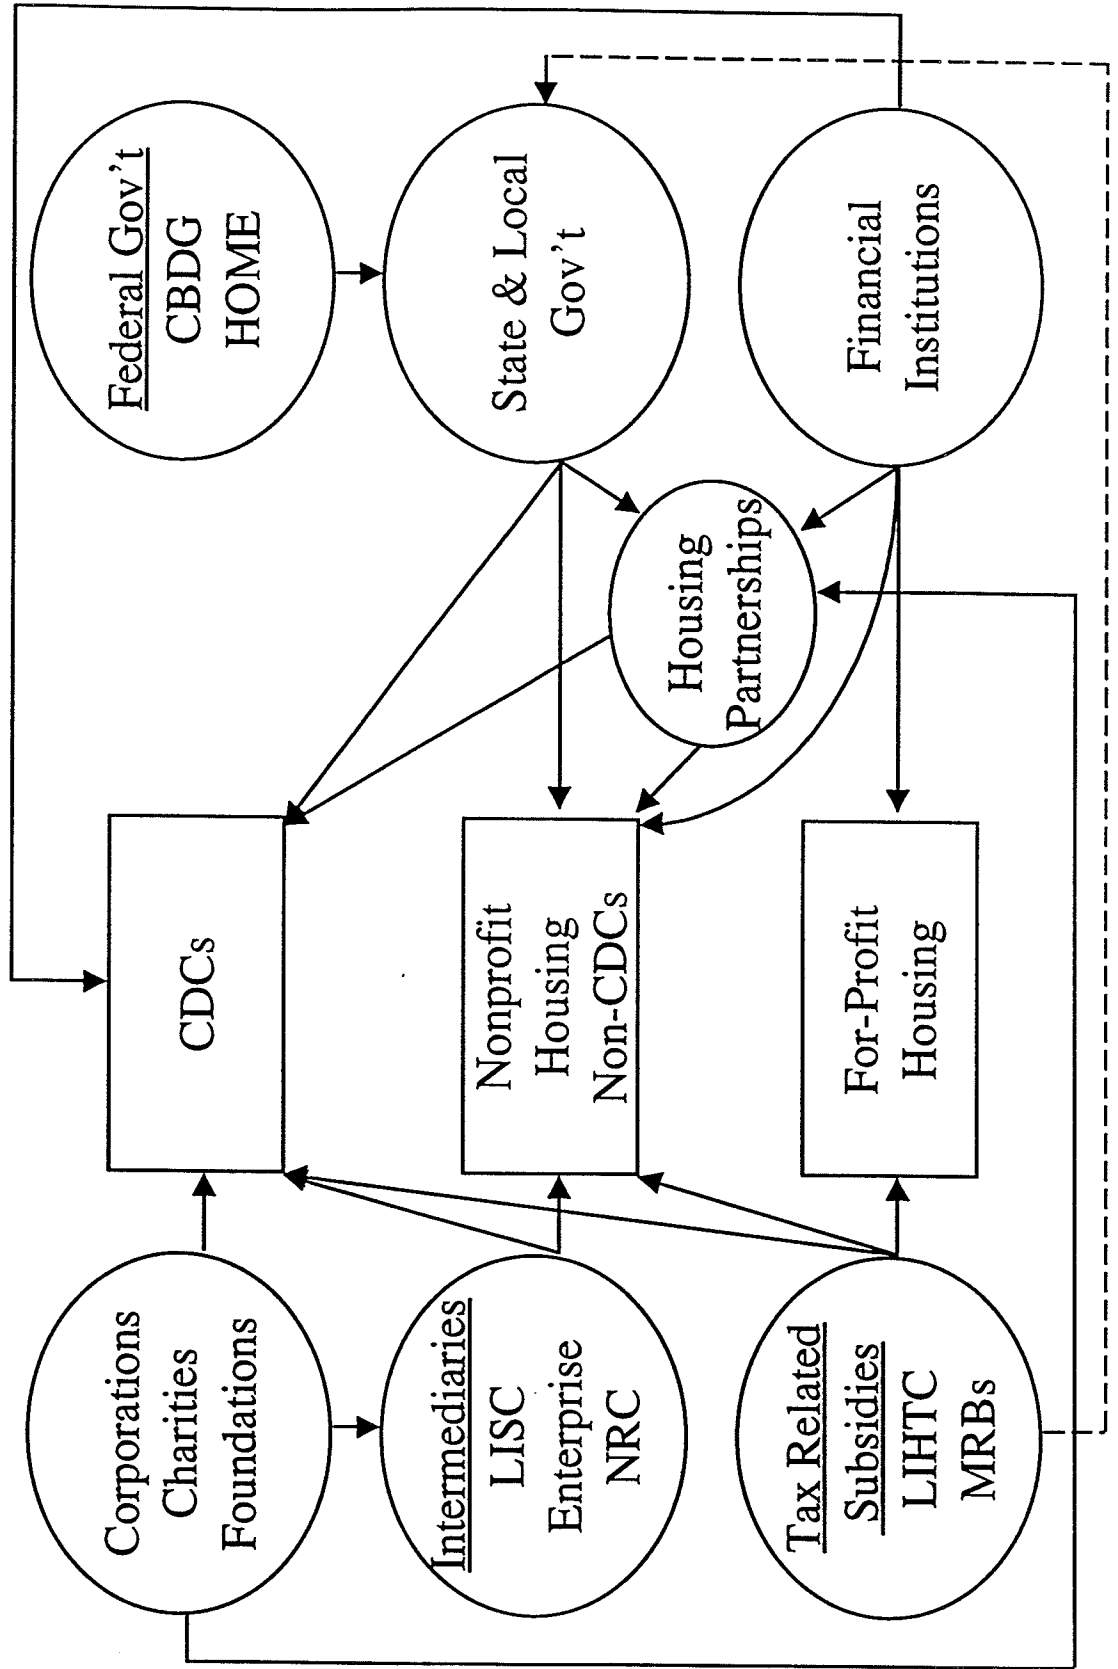 Corporations
Charities
Foundations
CDCs
Federal Gov't
CBDG
HOME
Intermediaries
LISC
Enterprise
NRC
Nonprofit
Housing
Non-CDCs
State & Local
Gov't
Housing
Partnerships
Tax Related
Subsidies
LIHTC
MRBs
For-Profit
Housing
Financial
Institutions